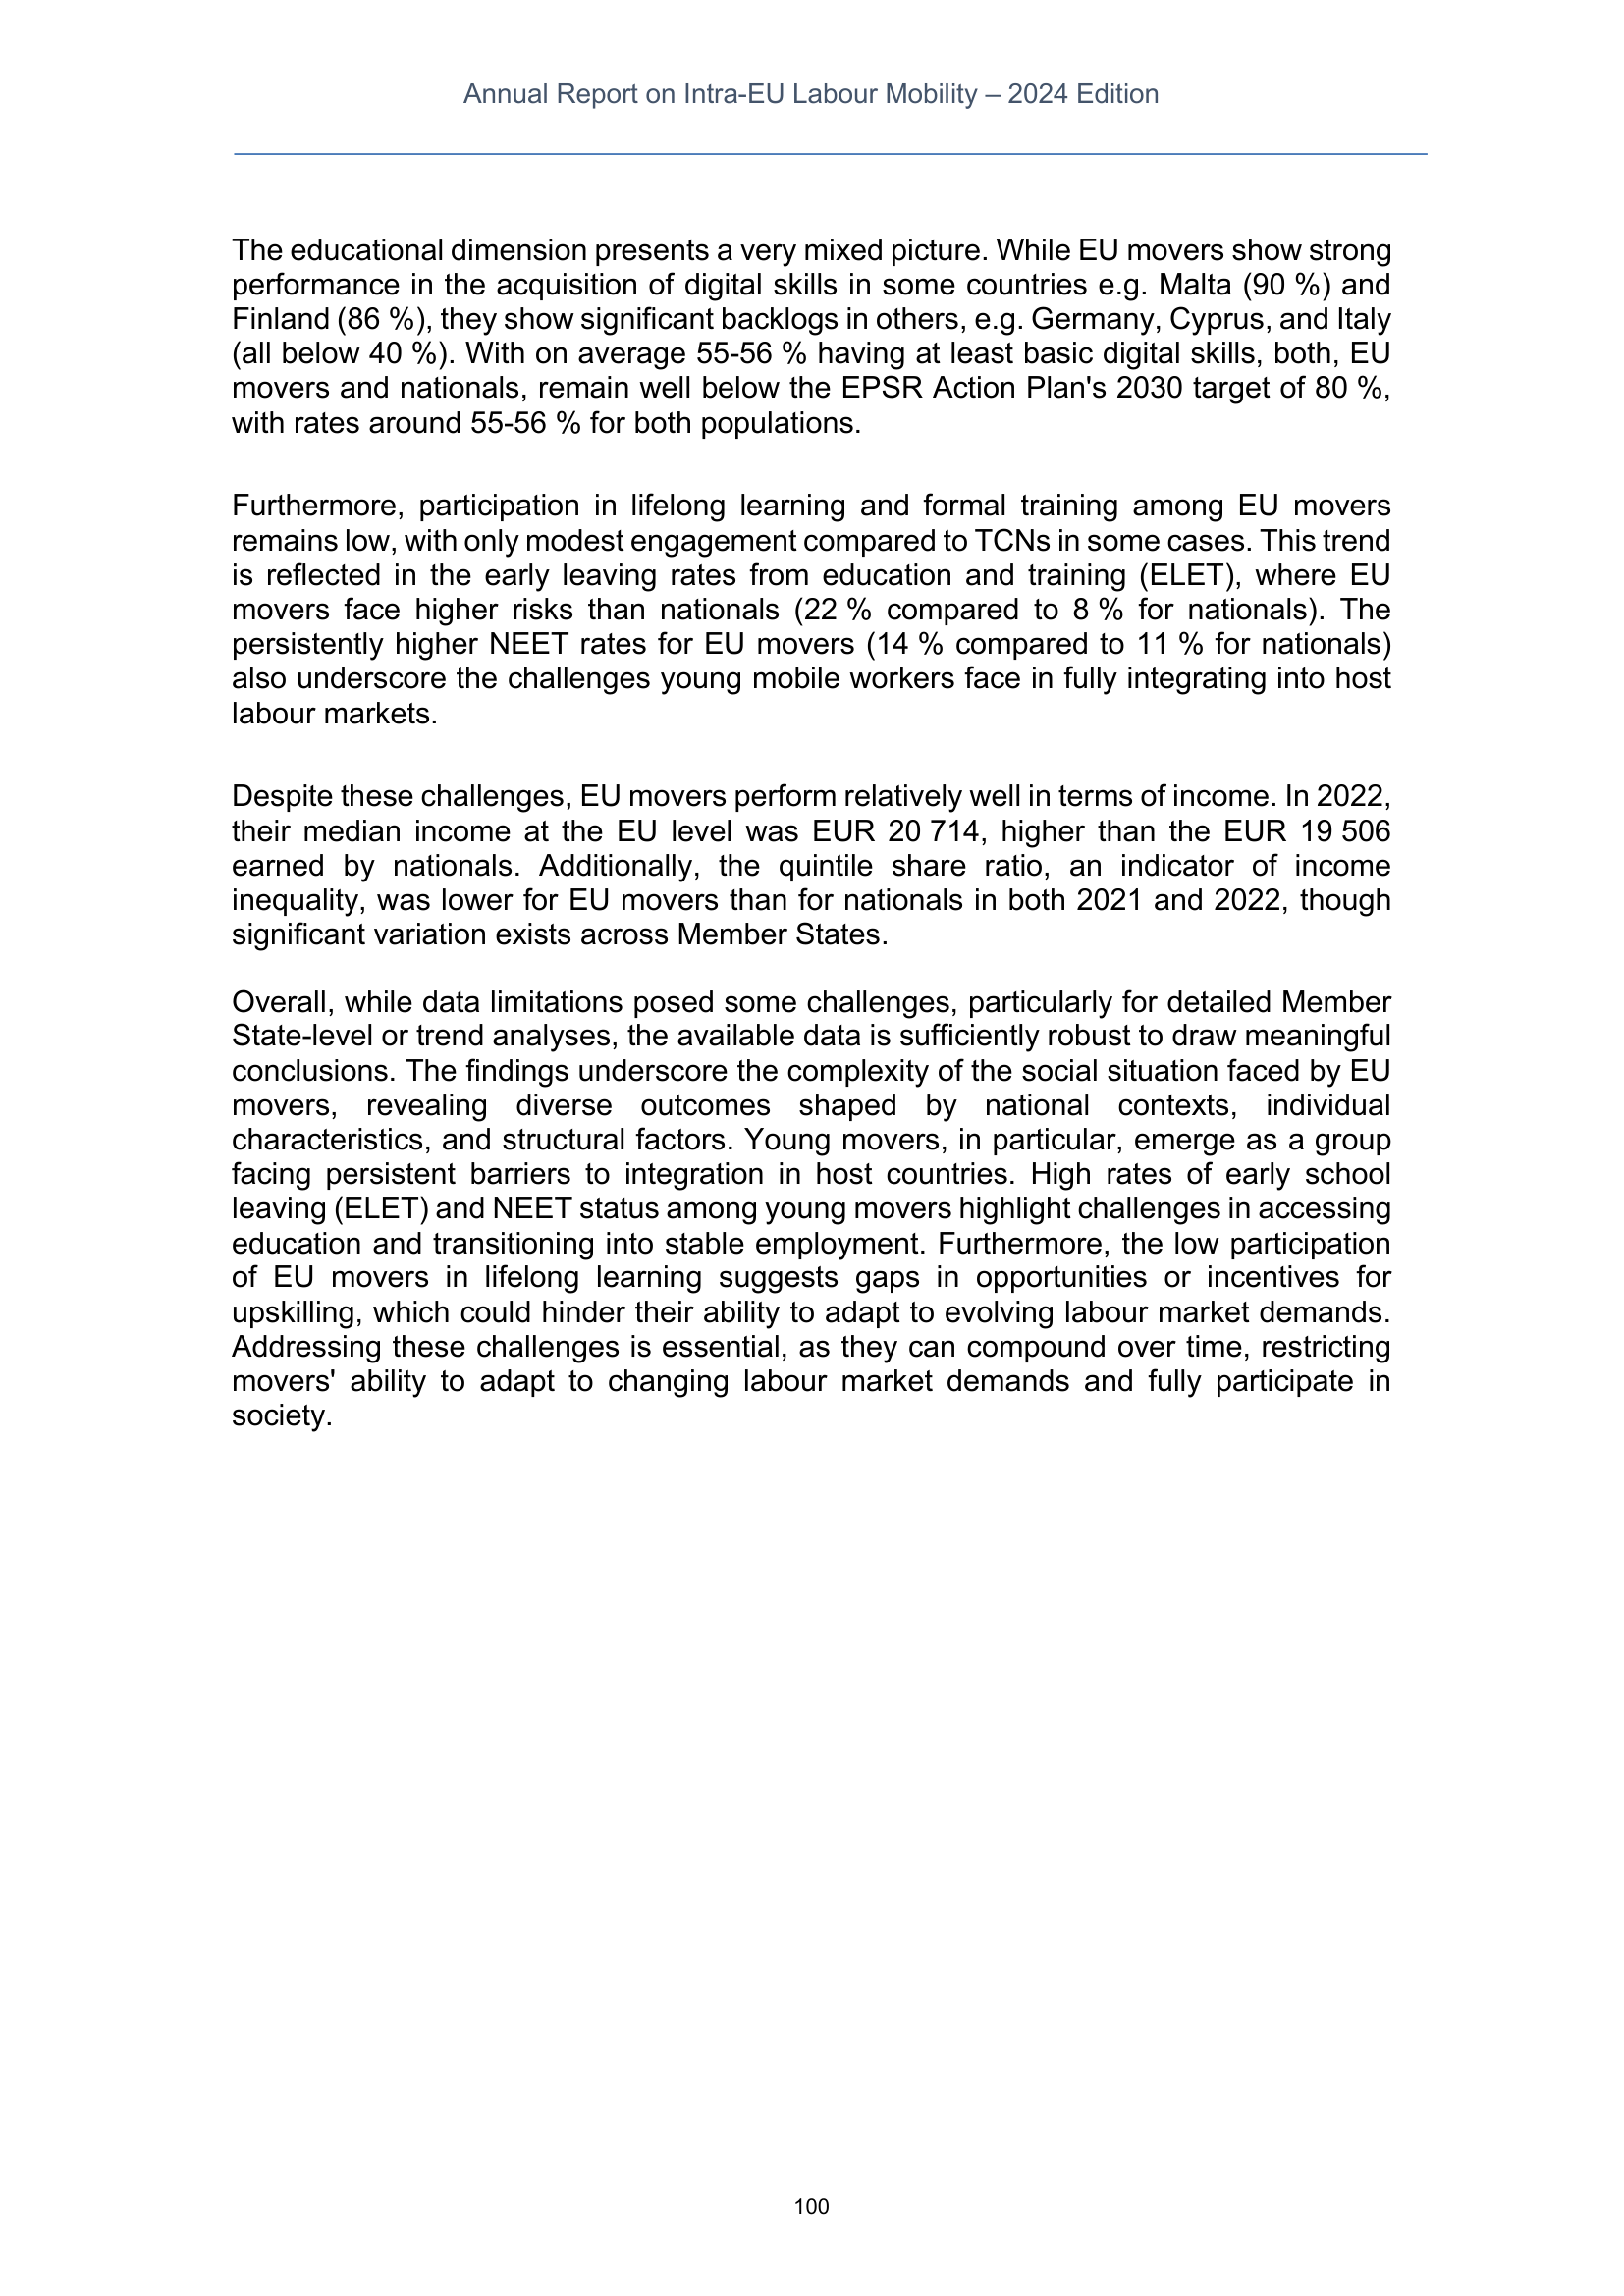 Annual Report on Intra-EU Labour Mobility – 2024 Edition
The educational dimension presents a very mixed picture. While EU movers show strong
performance in the acquisition of digital skills in some countries e.g. Malta (90 %) and
Finland (86 %), they show significant backlogs in others, e.g. Germany, Cyprus, and Italy
(all below 40 %). With on average 55-56 % having at least basic digital skills, both, EU
movers and nationals, remain well below the EPSR Action Plan's 2030 target of 80 %,
with rates around 55-56 % for both populations.
Furthermore, participation in lifelong learning and formal training among EU movers
remains low, with only modest engagement compared to TCNs in some cases. This trend
is reflected in the early leaving rates from education and training (ELET), where EU
movers face higher risks than nationals (22 % compared to 8 % for nationals). The
persistently higher NEET rates for EU movers (14 % compared to 11 % for nationals)
also underscore the challenges young mobile workers face in fully integrating into host
labour markets.
Despite these challenges, EU movers perform relatively well in terms of income. In 2022,
their median income at the EU level was EUR 20 714, higher than the EUR 19 506
earned by nationals. Additionally, the quintile share ratio, an indicator of income
inequality, was lower for EU movers than for nationals in both 2021 and 2022, though
significant variation exists across Member States.
Overall, while data limitations posed some challenges, particularly for detailed Member
State-level or trend analyses, the available data is sufficiently robust to draw meaningful
conclusions. The findings underscore the complexity of the social situation faced by EU
movers, revealing diverse outcomes shaped by national contexts, individual
characteristics, and structural factors. Young movers, in particular, emerge as a group
facing persistent barriers to integration in host countries. High rates of early school
leaving (ELET) and NEET status among young movers highlight challenges in accessing
education and transitioning into stable employment. Furthermore, the low participation
of EU movers in lifelong learning suggests gaps in opportunities or incentives for
upskilling, which could hinder their ability to adapt to evolving labour market demands.
Addressing these challenges is essential, as they can compound over time, restricting
movers' ability to adapt to changing labour market demands and fully participate in
society.
100